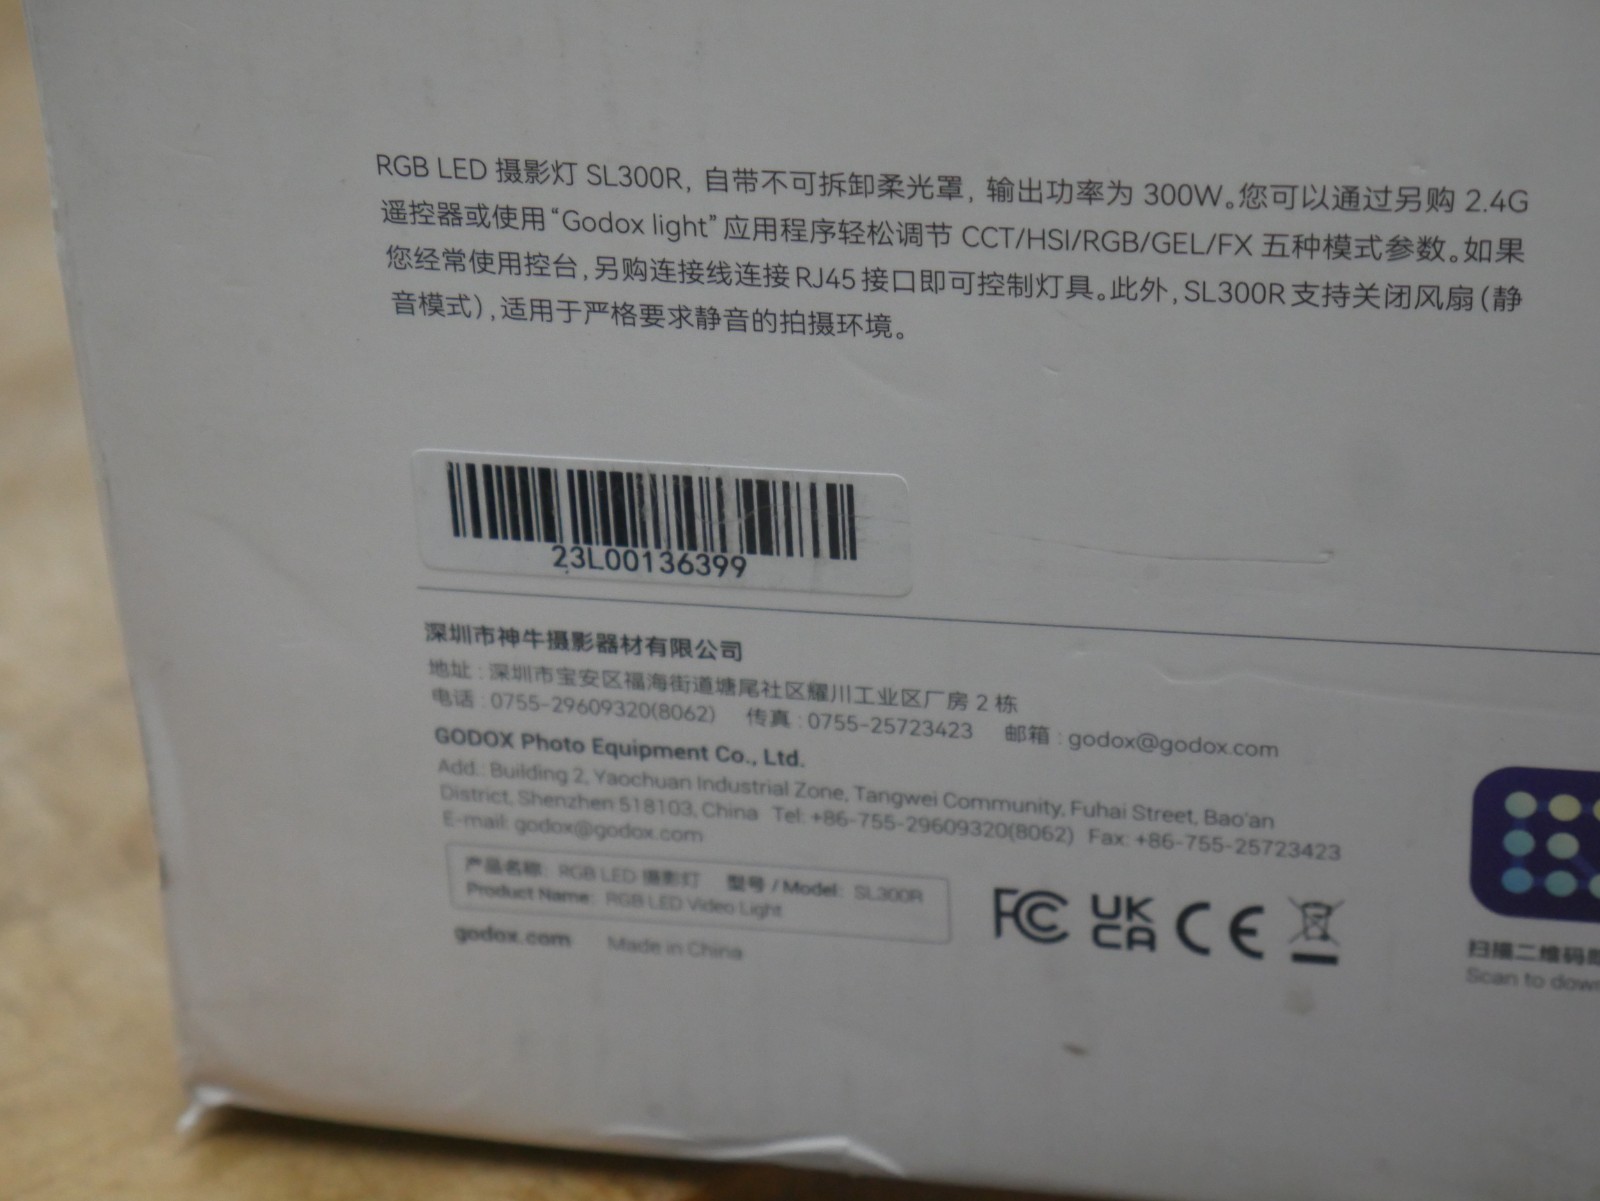 RGB LED 摄影灯 SL300R, 自带不可拆卸柔光罩, 输出功率为 300W。您可以通过另购 2.4G
遥控器或使用“Godox light”应用程序轻松调节 CCT/HSI/RGB/GEL/FX 五种模式参数。如果
您经常使用控台,另购连接线连接RJ45接口即可控制灯具。此外,SL300R支持关闭风扇(静
音模式),适用于严格要求静音的拍摄环境。
23L00136399
深圳市神牛摄影器材有限公司
地址:深圳市宝安区福海街道塘尾社区耀川工业区厂房 2 栋
电话:0755-29609320(8062) 传真:0755-25723423 邮箱:godox@godox.com
GODOX Photo Equipment Co., Ltd.
Add.: Building 2, Yaochuan Industrial Zone, Tangwei Community, Fuhai Street, Bao'an
District, Shenzhen 518103, China Tel: +86-755-29609320(8062) Fax: +86-755-25723423
E-mail: godox@godox.com
产品名称: RGB LED 摄影灯 型号 / Model: SL300R
Product Name: RGB LED Video Light
godox.com Made in China
FC UK CA CE
扫描二维码
Scan to